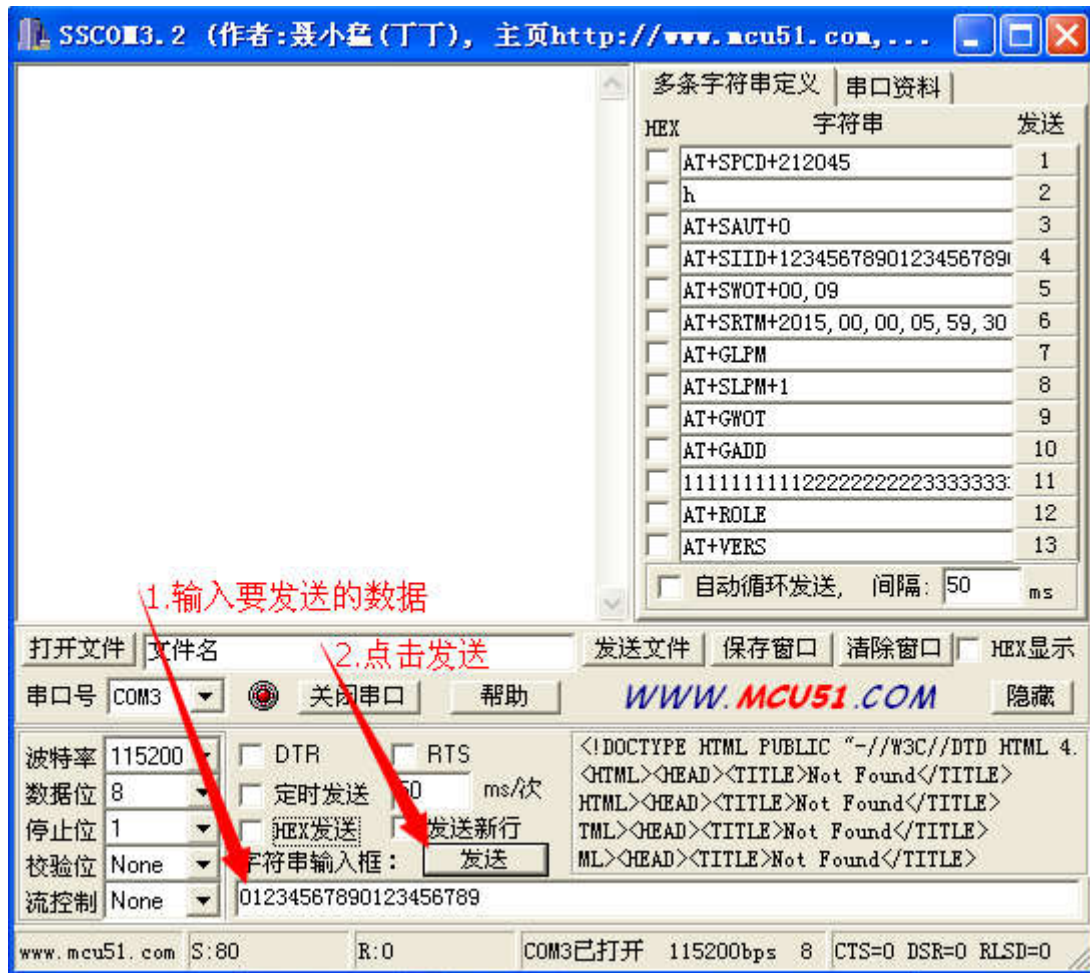 SSCOM3.2 (作者:聂小猛(丁丁), 主页http://www.mcu51.com,...
多条字符串定义 串口资料
HEX 字符串 发送
AT+SPCD+212045 1
h 2
AT+SAUT+0 3
AT+SIID+12345678901234567890 4
AT+SWOT+00,09 5
AT+SRTM+2015,00,00,05,59,30 6
AT+GLPM 7
AT+SLPM+1 8
AT+GWOT 9
AT+GADD 10
1111111111222222222233333333 11
AT+ROLE 12
AT+VERS 13
自动循环发送, 间隔: 50 ms
1.输入要发送的数据
2.点击发送
打开文件 文件名 发送文件 保存窗口 清除窗口 HEX显示
串口号 COM3 关闭串口 帮助 WWW.MCU51.COM 隐藏
波特率 115200 DTR RTS
数据位 8 定时发送 50 ms/次
停止位 1 HEX发送 发送新行
校验位 None 字符串输入框: 发送
流控制 None 01234567890123456789
<!DOCTYPE HTML PUBLIC "-//W3C//DTD HTML 4.
<HTML><HEAD><TITLE>Not Found</TITLE>
HTML><HEAD><TITLE>Not Found</TITLE>
TML><HEAD><TITLE>Not Found</TITLE>
ML><HEAD><TITLE>Not Found</TITLE>
www.mcu51.com S:80 R:0 COM3已打开 115200bps 8 CTS=0 DSR=0 RLSD=0